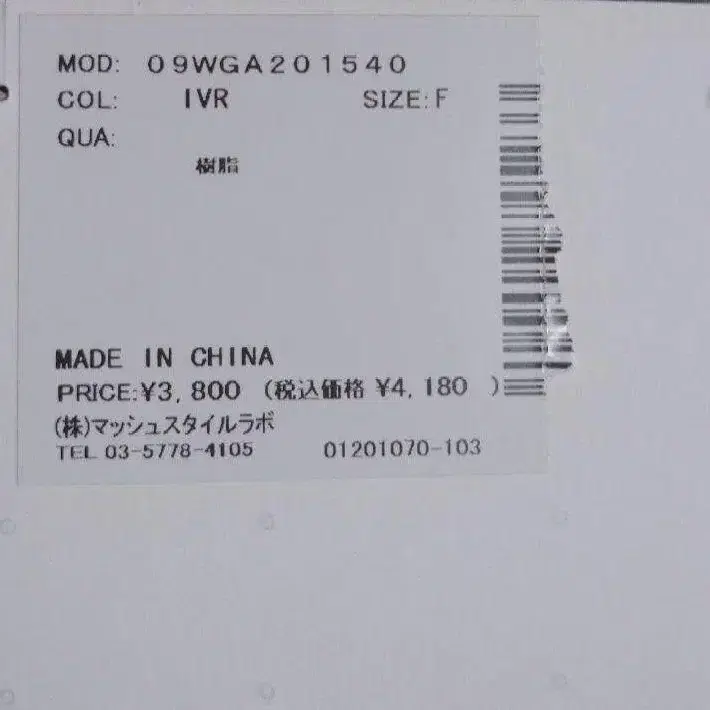 MOD: 09WGA201540
COL: IVR SIZE:F
QUA:
樹脂
MADE IN CHINA
PRICE:¥3,800 (税込価格 ¥4,180 )
(株)マッシュスタイルラボ
TEL 03-5778-4105 01201070-103